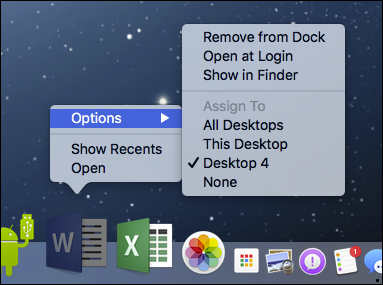 Remove from Dock
Open at Login
Show in Finder
Assign To
All Desktops
This Desktop
✓ Desktop 4
None
Options
Show Recents
Open
W
X
1